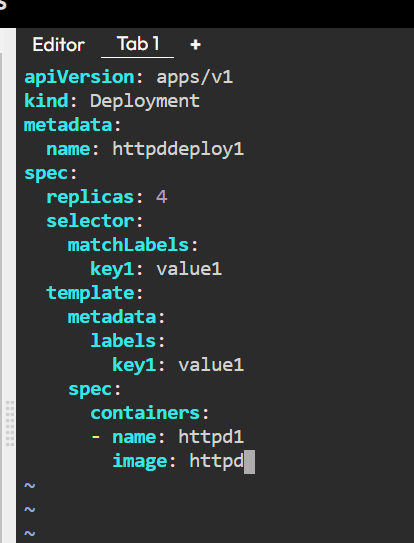 Editor Tab 1 +
apiVersion: apps/v1
kind: Deployment
metadata:
  name: httpddeploy1
spec:
  replicas: 4
  selector:
    matchLabels:
      key1: value1
  template:
    metadata:
      labels:
        key1: value1
    spec:
      containers:
      - name: httpd1
        image: httpd
~
~
~